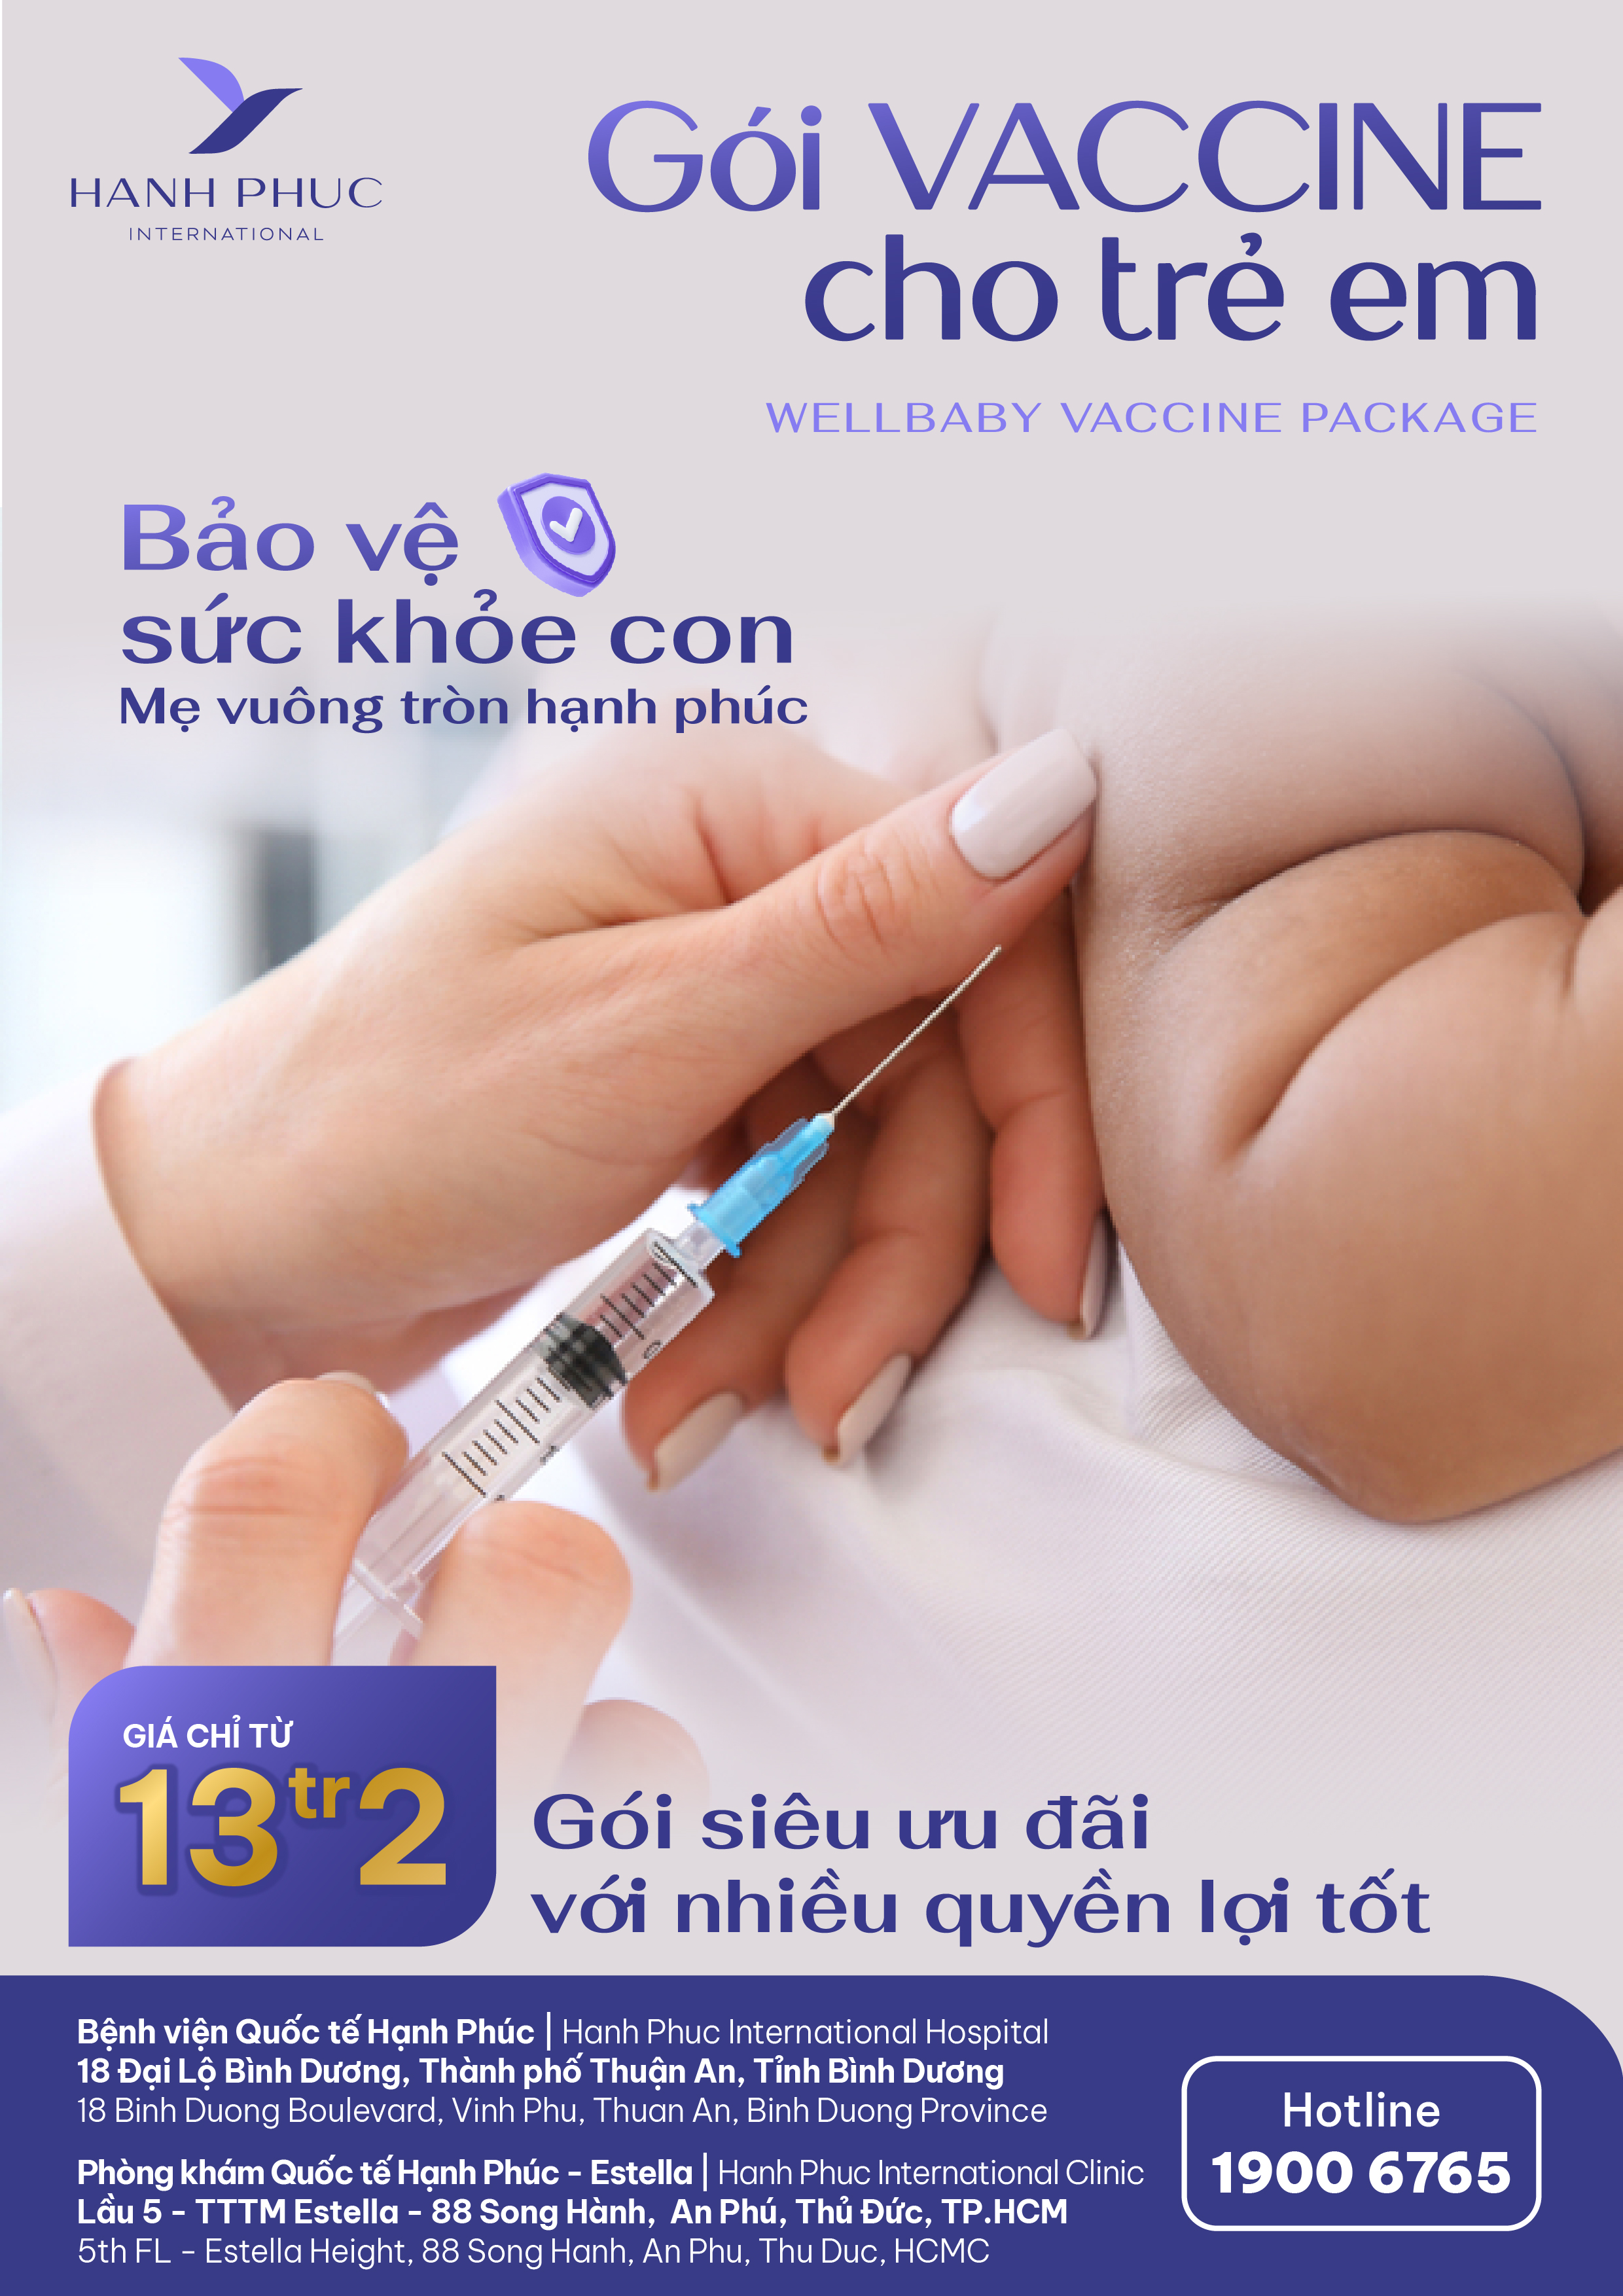 HANH PHUC
INTERNATIONAL
Gói VACCINE
cho trẻ em
WELLBABY VACCINE PACKAGE
Bảo vệ
sức khỏe con
Mẹ vuông tròn hạnh phúc
GIÁ CHỈ TỪ
13tr2
Gói siêu ưu đãi
với nhiều quyền lợi tốt
Bệnh viện Quốc tế Hạnh Phúc | Hanh Phuc International Hospital
18 Đại Lộ Bình Dương, Thành phố Thuận An, Tỉnh Bình Dương
18 Binh Duong Boulevard, Vinh Phu, Thuan An, Binh Duong Province
Phòng khám Quốc tế Hạnh Phúc - Estella | Hanh Phuc International Clinic
Lầu 5 - TTTM Estella - 88 Song Hành, An Phú, Thủ Đức, TP.HCM
5th FL - Estella Height, 88 Song Hanh, An Phu, Thu Duc, HCMC
Hotline
1900 6765